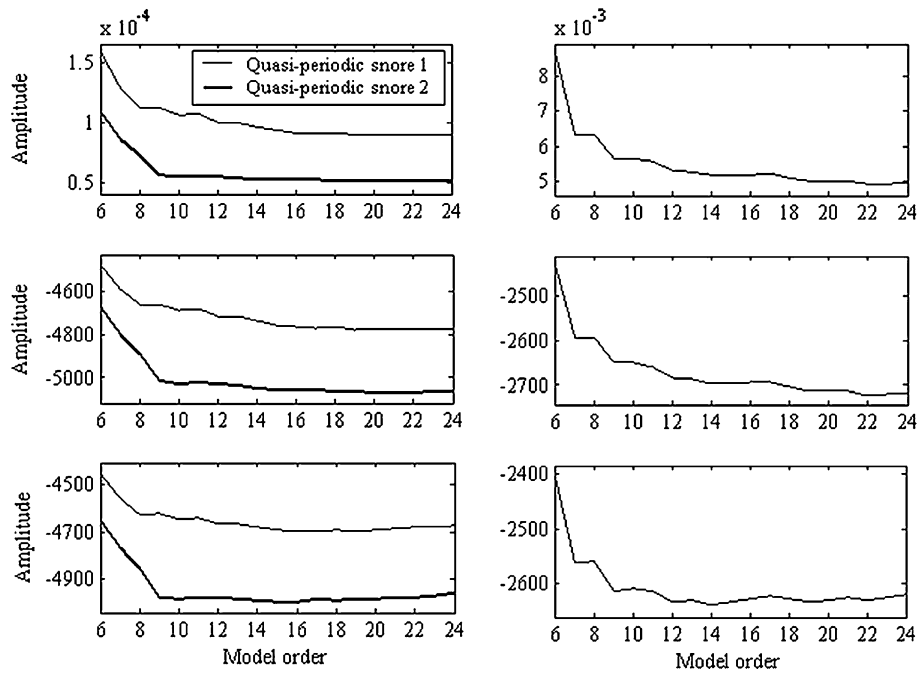 x 10-4
1.5
1
0.5
Amplitude
Quasi-periodic snore 1
Quasi-periodic snore 2
6 8 10 12 14 16 18 20 22 24
x 10-3
8
7
6
5
6 8 10 12 14 16 18 20 22 24
-4600
-4800
-5000
Amplitude
6 8 10 12 14 16 18 20 22 24
-2500
-2600
-2700
6 8 10 12 14 16 18 20 22 24
-4500
-4700
-4900
Amplitude
6 8 10 12 14 16 18 20 22 24
Model order
-2400
-2500
-2600
6 8 10 12 14 16 18 20 22 24
Model order